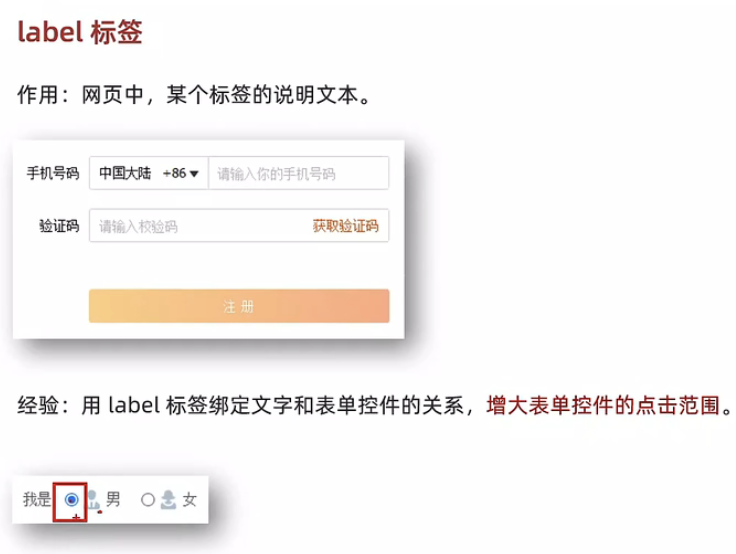 label 标签
作用：网页中，某个标签的说明文本。
手机号码 中国大陆 +86 请输入你的手机号码
验证码 请输入校验码 获取验证码
注 册
经验：用 label 标签绑定文字和表单控件的关系，增大表单控件的点击范围。
我是 男 女